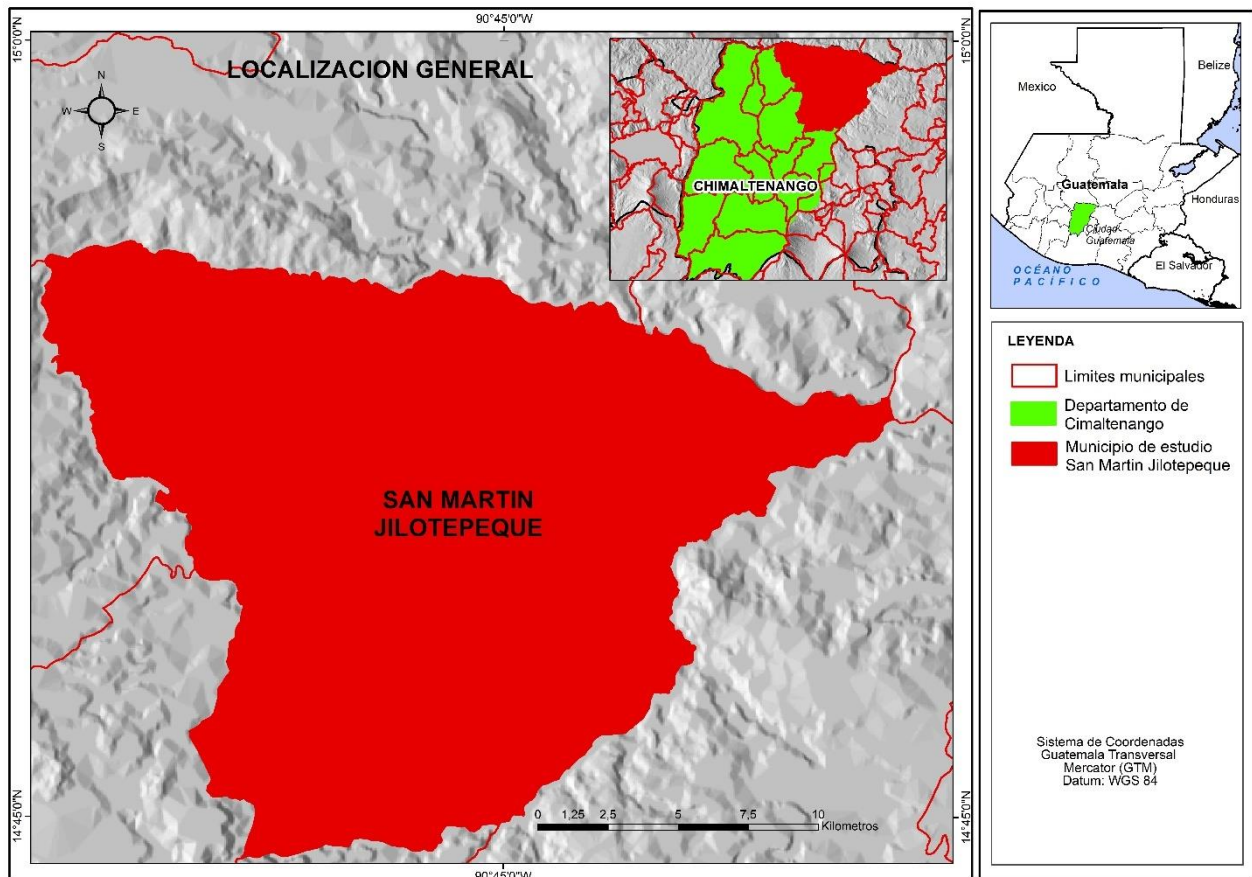 90°45'0"W
15°0'0"N
15°0'0"N
LOCALIZACION GENERAL
N
W E
S
CHIMALTENANGO
SAN MARTIN
JILOTEPEQUE
14°45'0"N
14°45'0"N
0 1,25 2,5 5 7,5 10
Kilometros
90°45'0"W
Belize
Mexico
Guatemala
Honduras
Ciudad
Guatemala
El Salvador
OCÉANO
PACÍFICO
LEYENDA
Limites municipales
Departamento de
Cimaltenango
Municipio de estudio
San Martin Jilotepeque
Sistema de Coordenadas
Guatemala Transversal
Mercator (GTM)
Datum: WGS 84